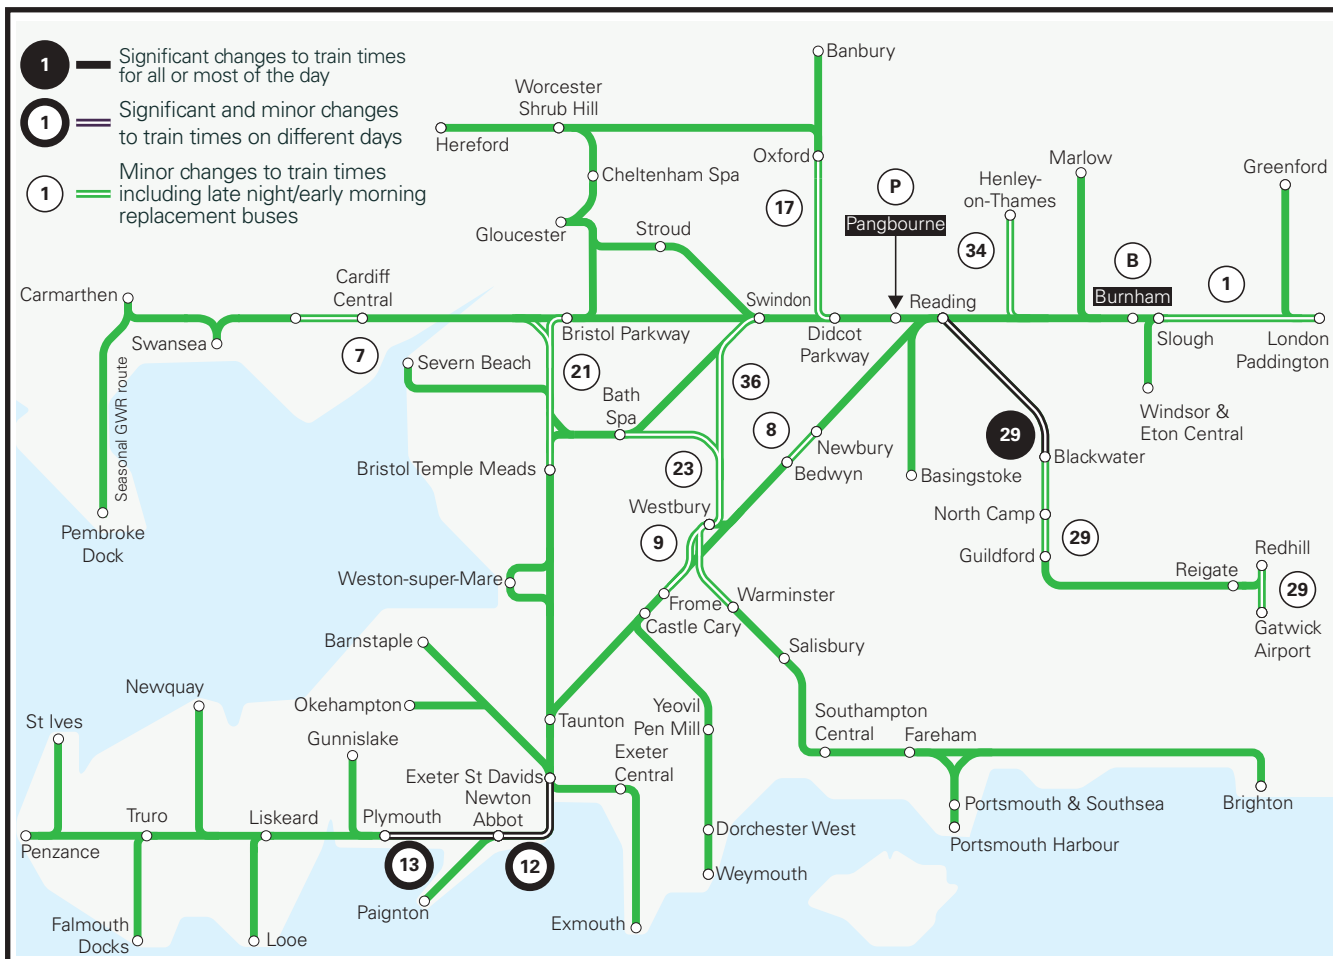 1
Significant changes to train times
for all or most of the day
1
Significant and minor changes
to train times on different days
1
Minor changes to train times
including late night/early morning
replacement buses
Banbury
Worcester
Shrub Hill
Hereford
Oxford
Marlow
Greenford
Henley-
on-Thames
Cheltenham Spa
P
17
Pangbourne
Gloucester
Stroud
34
B
1
Burnham
Carmarthen
Cardiff
Central
Swindon
Reading
Swansea
Bristol Parkway
Didcot
Parkway
Slough
London
Paddington
7
Severn Beach
21
36
Bath
Spa
Windsor &
Eton Central
8
Newbury
29
Seasonal GWR route
Bristol Temple Meads
23
Bedwyn
Basingstoke
Blackwater
Pembroke
Dock
Westbury
North Camp
9
Guildford
29
Redhill
Reigate
29
Weston-super-Mare
Frome
Warminster
Castle Cary
Gatwick
Airport
Barnstaple
Salisbury
Newquay
Okehampton
St Ives
Taunton
Yeovil
Pen Mill
Southampton
Central
Fareham
Gunnislake
Exeter
Central
Exeter St Davids
Newton
Abbot
Truro
Liskeard
Plymouth
Portsmouth & Southsea
Brighton
Penzance
Dorchester West
Portsmouth Harbour
13
12
Weymouth
Paignton
Exmouth
Falmouth
Docks
Looe